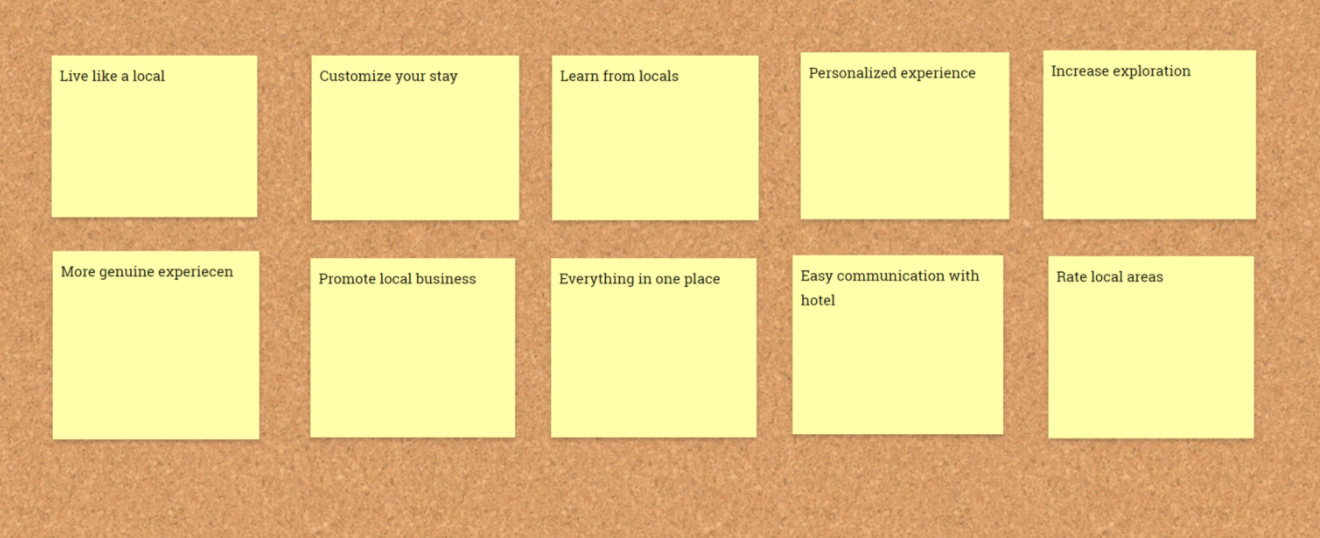 Live like a local
Customize your stay
Learn from locals
Personalized experience
Increase exploration
More genuine experiecen
Promote local business
Everything in one place
Easy communication with
hotel
Rate local areas